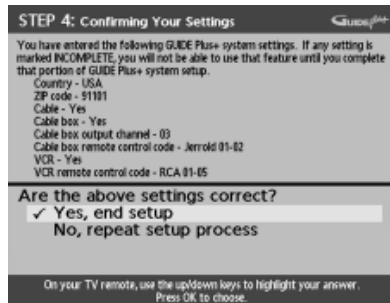 STEP 4: Confirming Your Settings
GUIDE Plus+
You have entered the following GUIDE Plus+ system settings. If any setting is
marked INCOMPLETE, you will not be able to use that feature until you complete
that portion of GUIDE Plus+ system setup.
Country - USA
ZIP code - 91101
Cable - Yes
Cable box - Yes
Cable box output channel - 03
Cable box remote control code - Jerrold 01-02
VCR - Yes
VCR remote control code - RCA 01-05
Are the above settings correct?
✓ Yes, end setup
No, repeat setup process
On your TV remote, use the up/down keys to highlight your answer.
Press OK to choose.